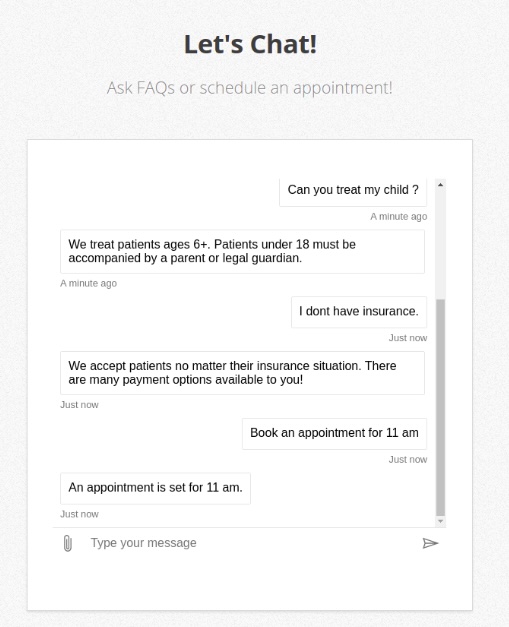 Let's Chat!
Ask FAQs or schedule an appointment!
Can you treat my child ?
A minute ago
We treat patients ages 6+. Patients under 18 must be
accompanied by a parent or legal guardian.
A minute ago
I dont have insurance.
Just now
We accept patients no matter their insurance situation. There
are many payment options available to you!
Just now
Book an appointment for 11 am
Just now
An appointment is set for 11 am.
Just now
Type your message